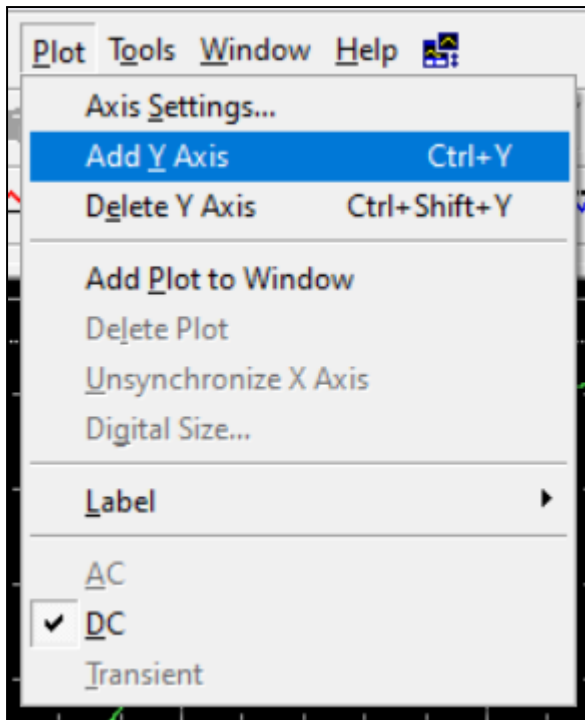 Plot Tools Window Help
Axis Settings...
Add Y Axis Ctrl+Y
Delete Y Axis Ctrl+Shift+Y
Add Plot to Window
Delete Plot
Unsynchronize X Axis
Digital Size...
Label
AC
DC
Transient